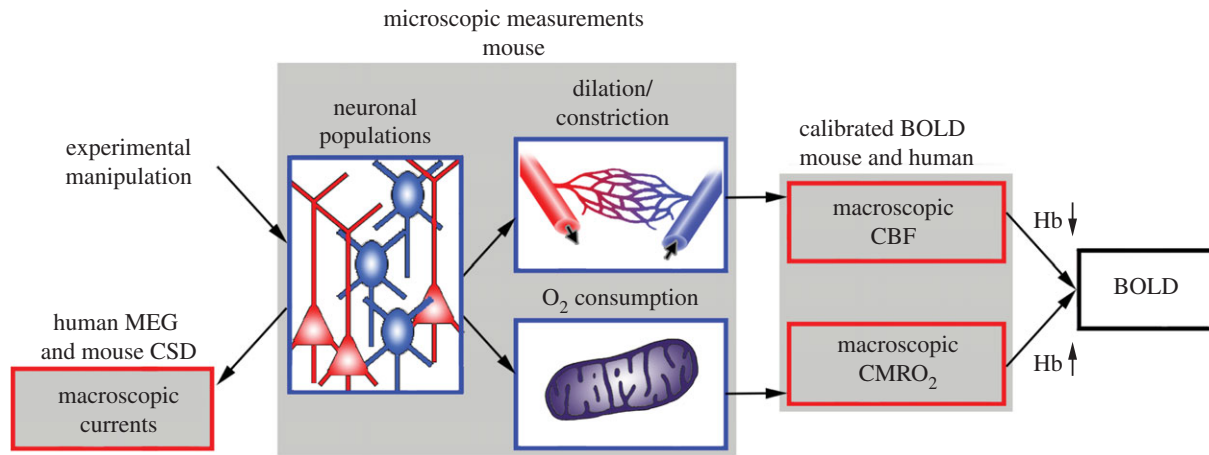 microscopic measurements
mouse
neuronal
populations
dilation/
constriction
experimental
manipulation
calibrated BOLD
mouse and human
macroscopic
CBF
Hb
BOLD
O₂ consumption
human MEG
and mouse CSD
macroscopic
currents
macroscopic
CMRO₂
Hb